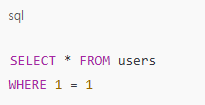 sql
SELECT * FROM users
WHERE 1 = 1